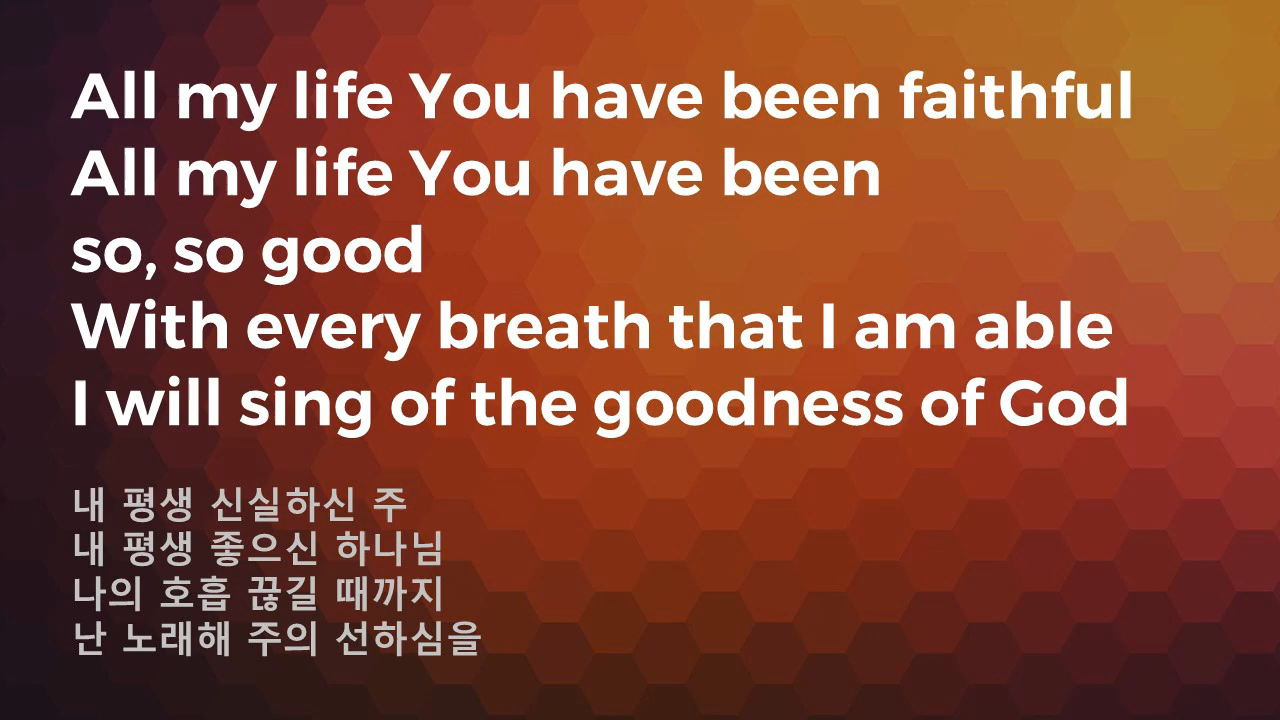 All my life You have been faithful
All my life You have been
so, so good
With every breath that I am able
I will sing of the goodness of God
내 평생 신실하신 주
내 평생 좋으신 하나님
나의 호흡 끊길 때까지
난 노래해 주의 선하심을